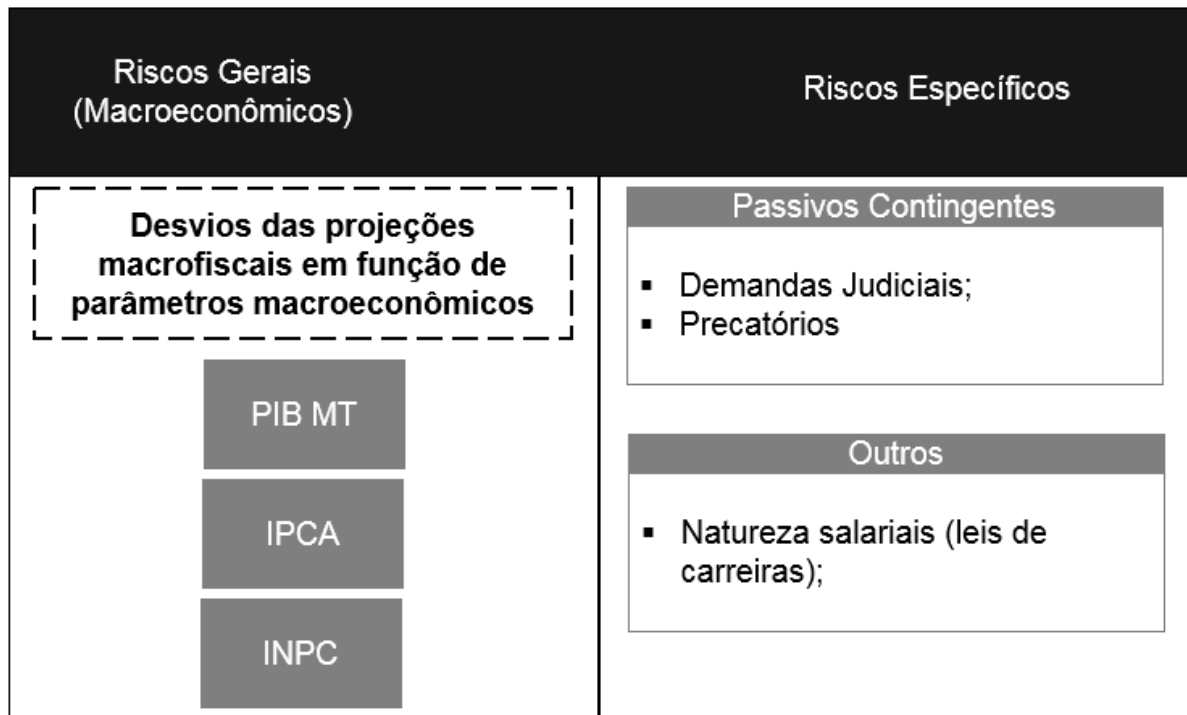 Riscos Gerais
(Macroeconômicos)
Riscos Específicos
Desvios das projeções
macrofiscais em função de
parâmetros macroeconômicos
PIB MT
IPCA
INPC
Passivos Contingentes
▪ Demandas Judiciais;
▪ Precatórios
Outros
▪ Natureza salariais (leis de
carreiras);